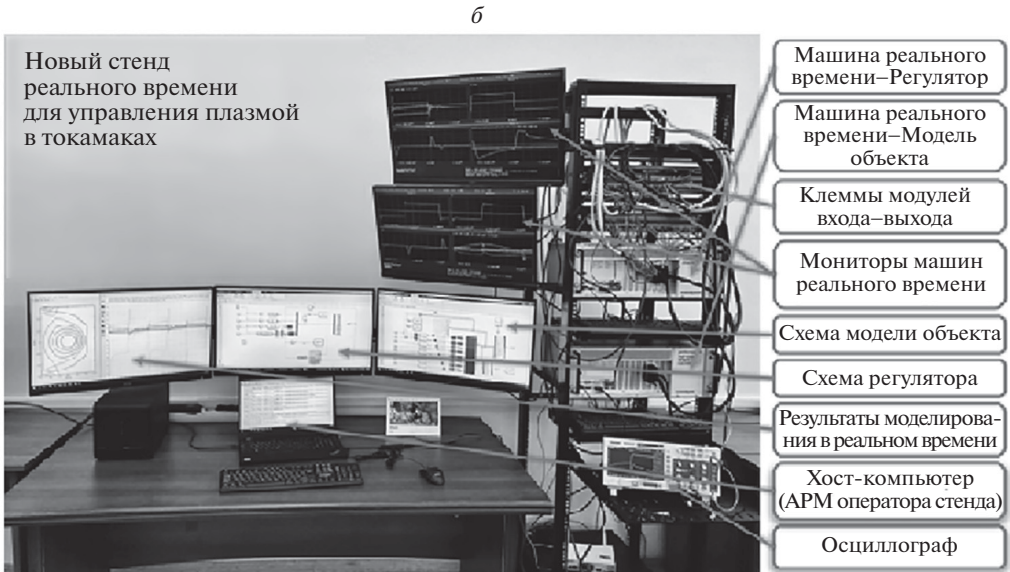 б
Новый стенд
реального времени
для управления плазмой
в токамаках
Машина реального
времени–Регулятор
Машина реального
времени–Модель
объекта
Клеммы модулей
входа–выхода
Мониторы машин
реального времени
Схема модели объекта
Схема регулятора
Результаты моделирова-
ния в реальном времени
Хост-компьютер
(АРМ оператора стенда)
Осциллограф